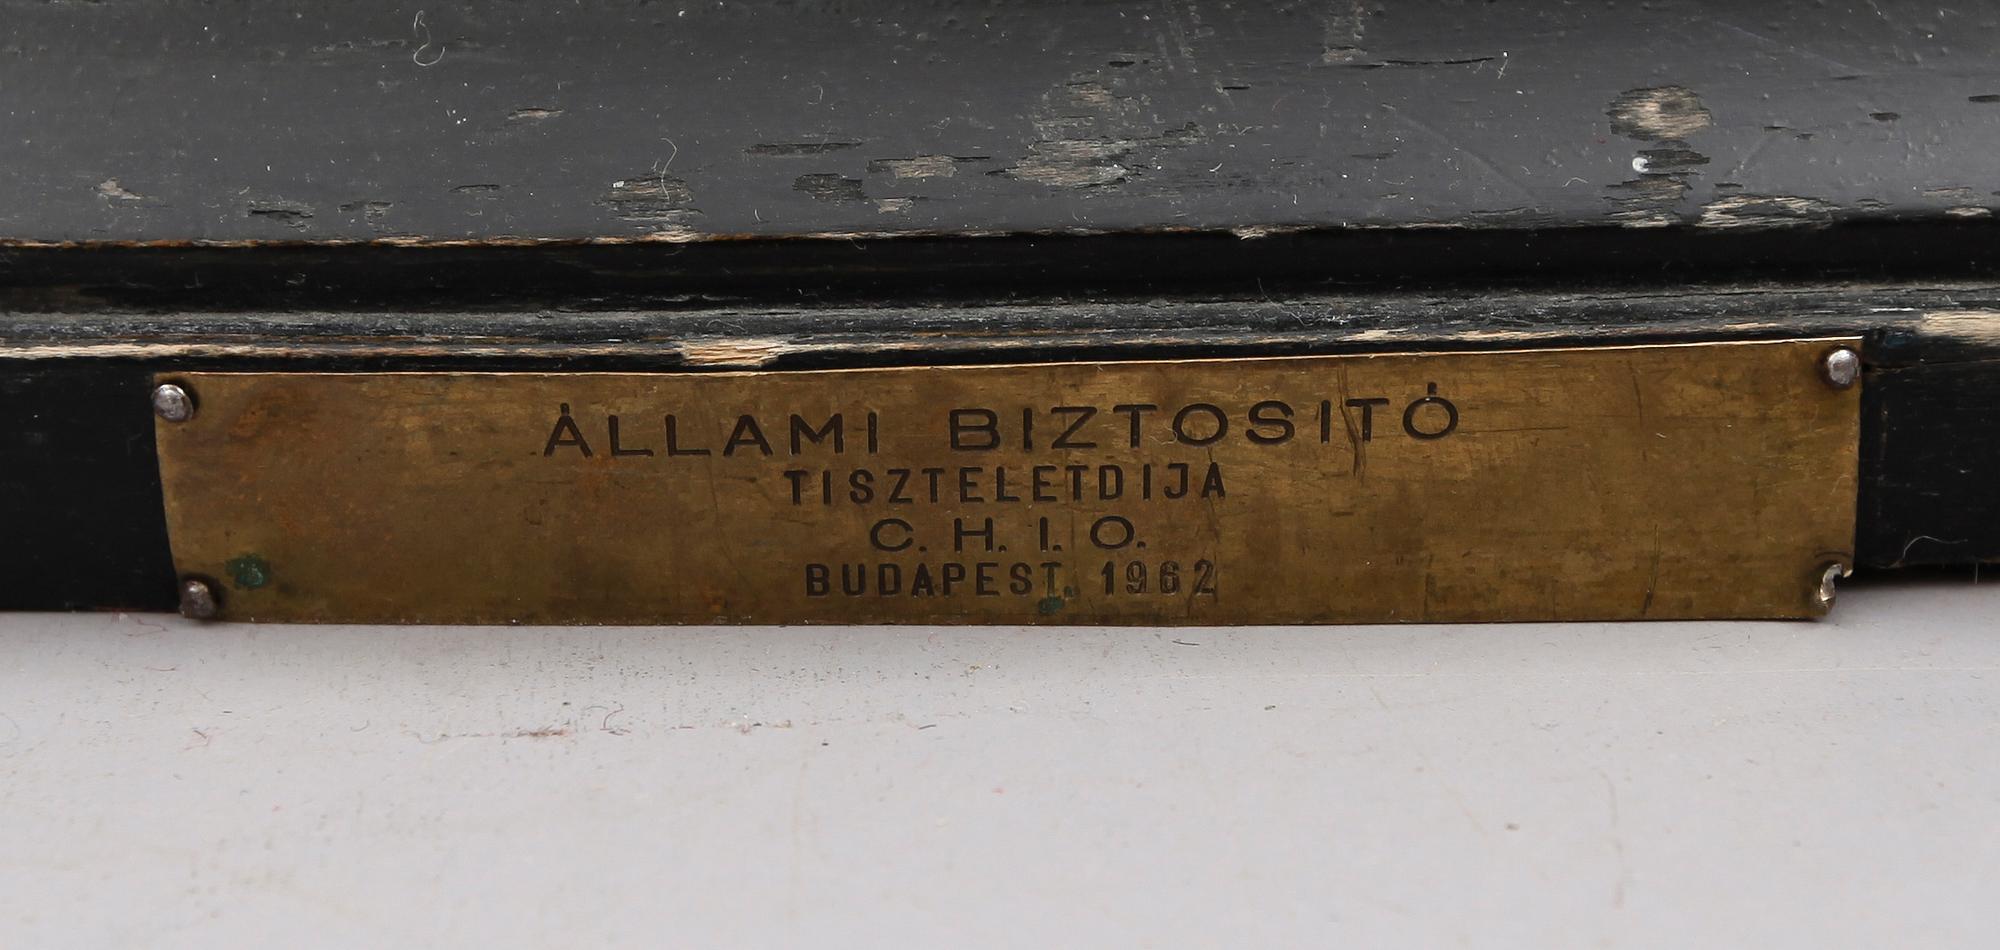 ÁLLAMI BIZTOSITÓ
TISZTELETDIJA
C. H. I. O.
BUDAPEST. 1962